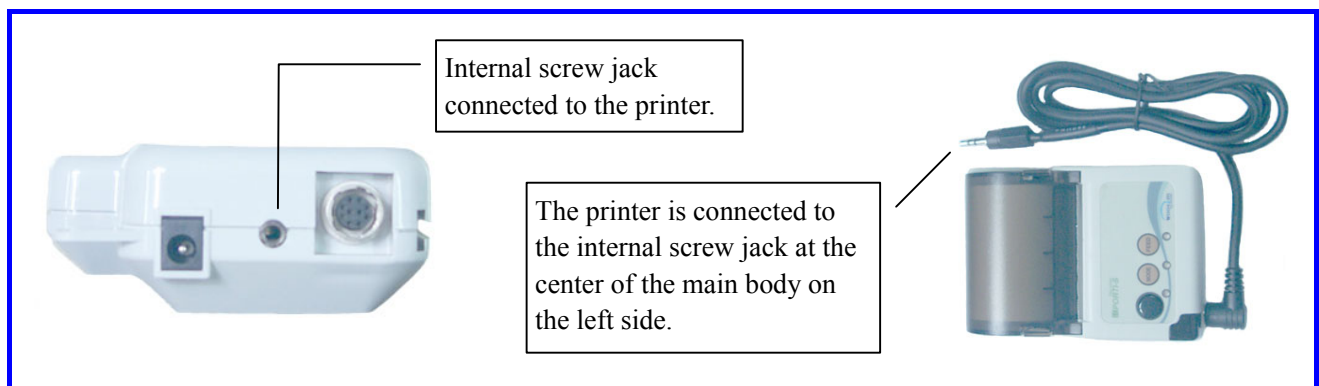 Internal screw jack
connected to the printer.
The printer is connected to
the internal screw jack at the
center of the main body on
the left side.